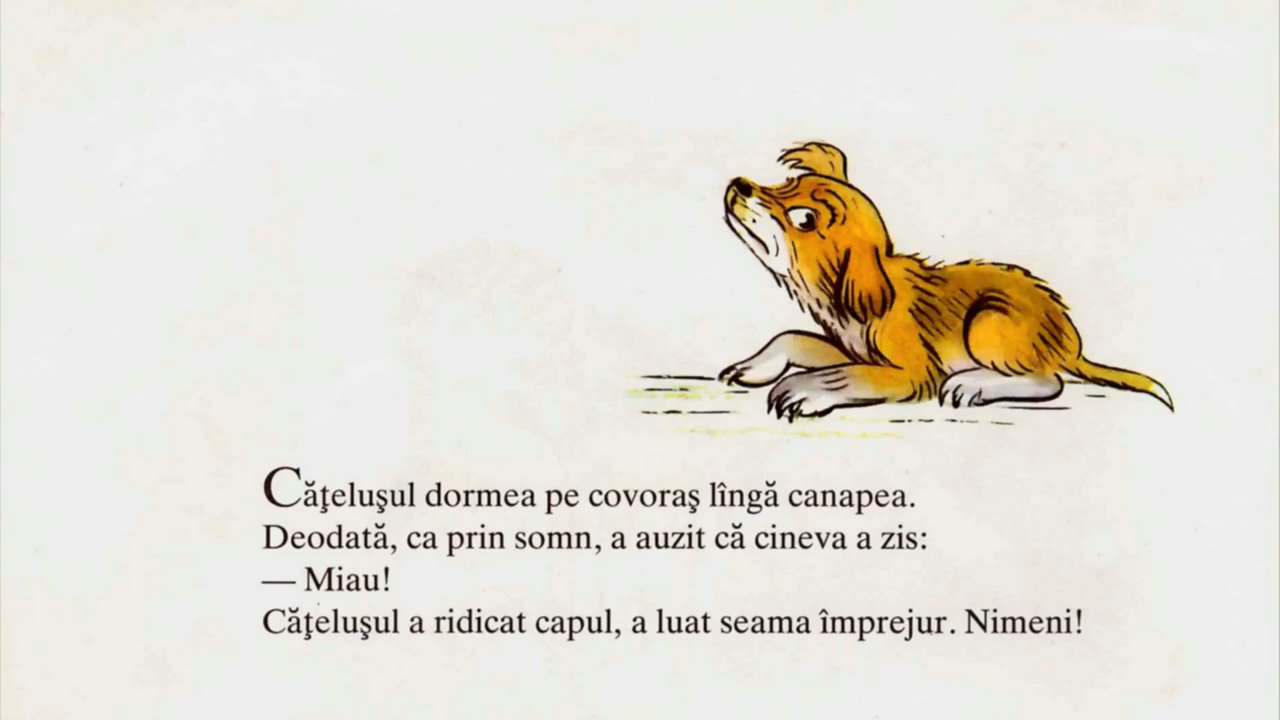 Căţeluşul dormea pe covoraş lîngă canapea.
Deodată, ca prin somn, a auzit că cineva a zis:
— Miau!
Căţeluşul a ridicat capul, a luat seama împrejur. Nimeni!